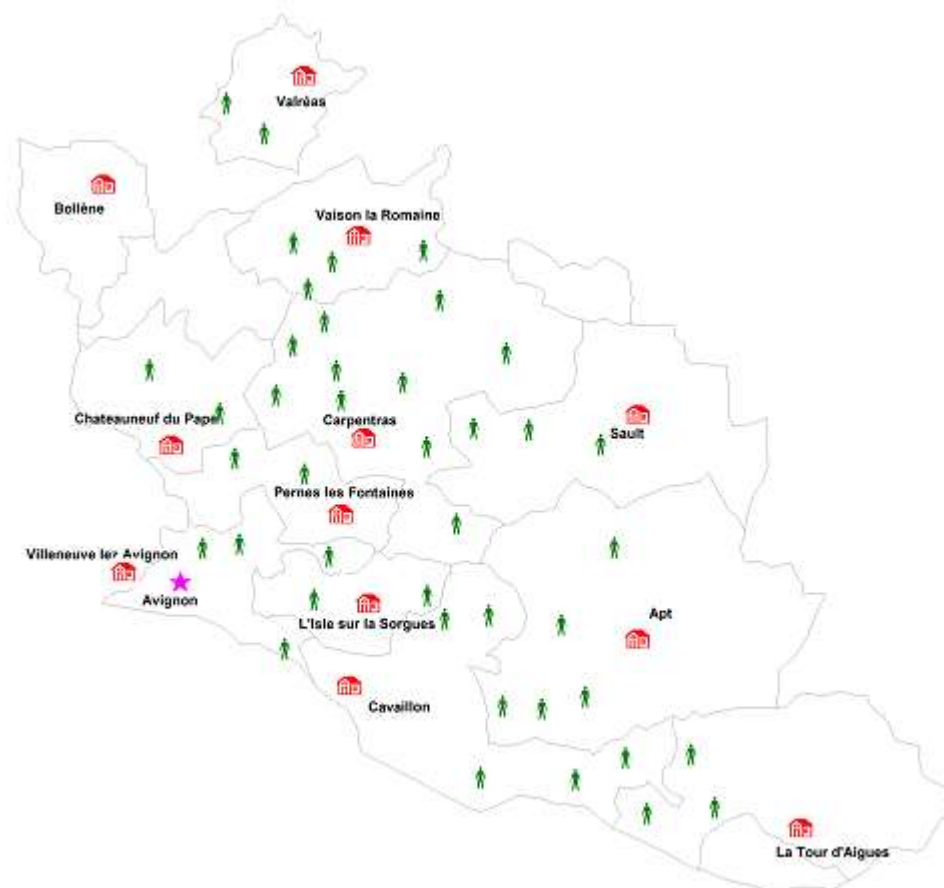 Valréas
Bollène
Vaison la Romaine
Chateauneuf du Pape
Carpentras
Sault
Pernes les Fontaines
Villeneuve lez Avignon
Avignon
L'Isle sur la Sorgues
Apt
Cavaillon
La Tour d'Aigues